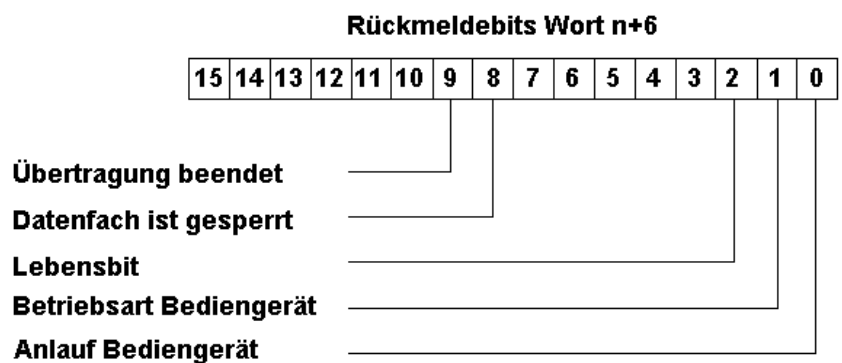 Rückmeldebits Wort n+6
15 14 13 12 11 10 9 8 7 6 5 4 3 2 1 0
Übertragung beendet
Datenfach ist gesperrt
Lebensbit
Betriebsart Bediengerät
Anlauf Bediengerät